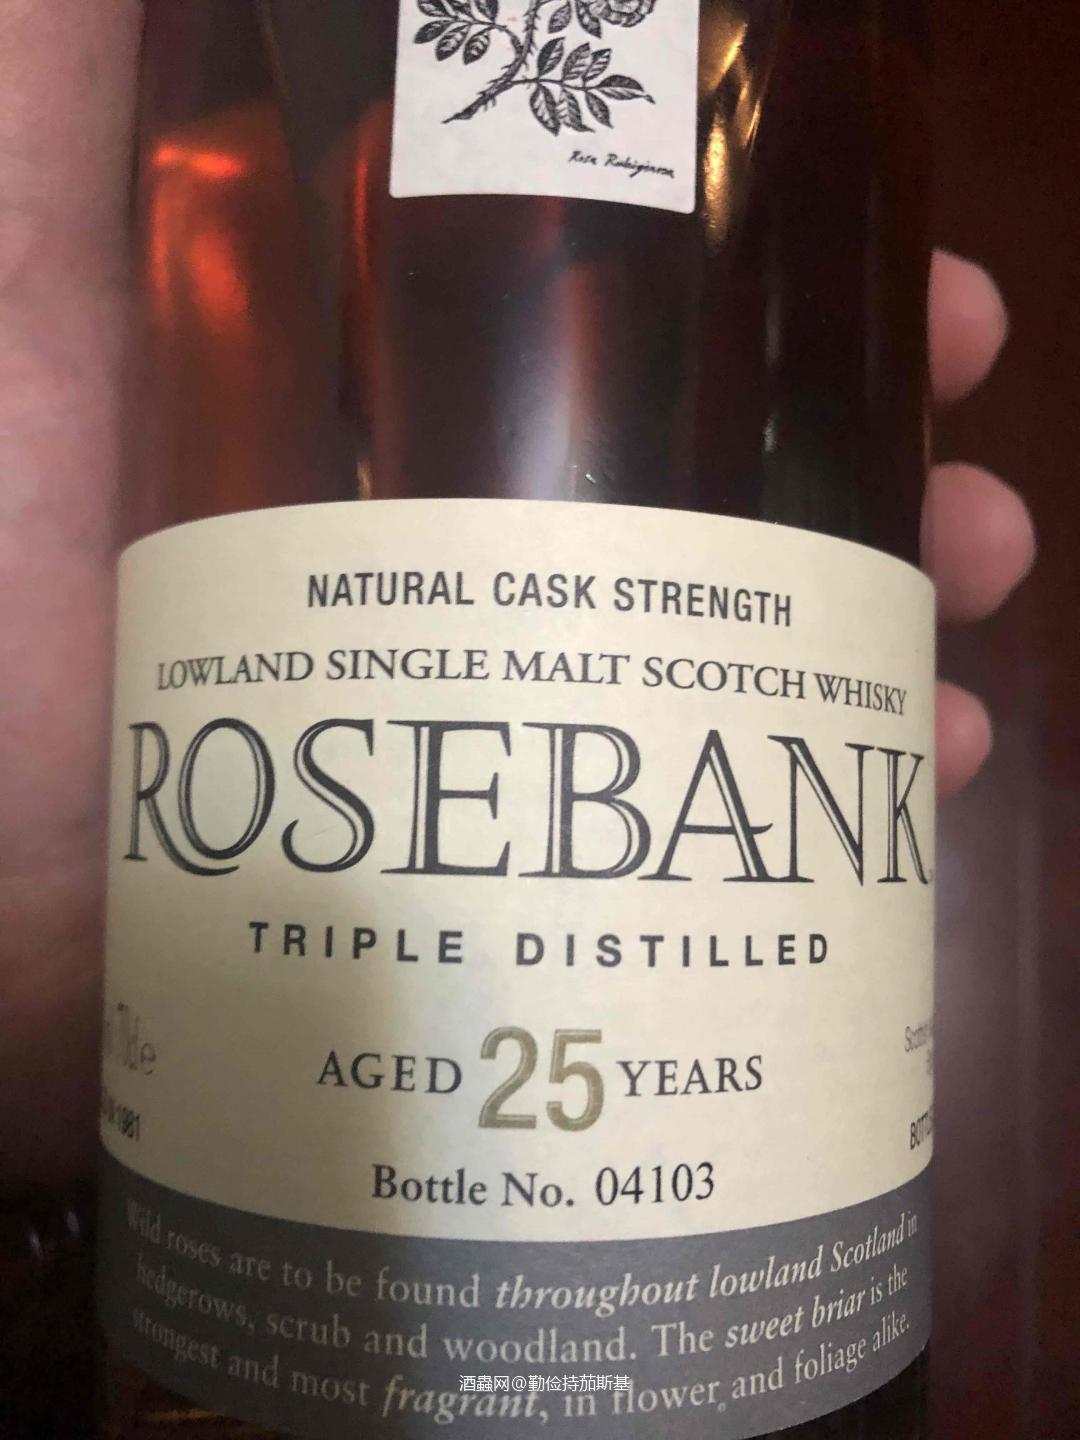 Rosa Rubiginosa
NATURAL CASK STRENGTH
LOWLAND SINGLE MALT SCOTCH WHISKY
ROSEBANK
TRIPLE DISTILLED
70cle
AGED 25 YEARS
1981
Bottle No. 04103
Wild roses are to be found throughout lowland Scotland in
hedgerows, scrub and woodland. The sweet briar is the
strongest and most fragrant, in flower and foliage alike.
酒蟲网@勤俭持茄斯基